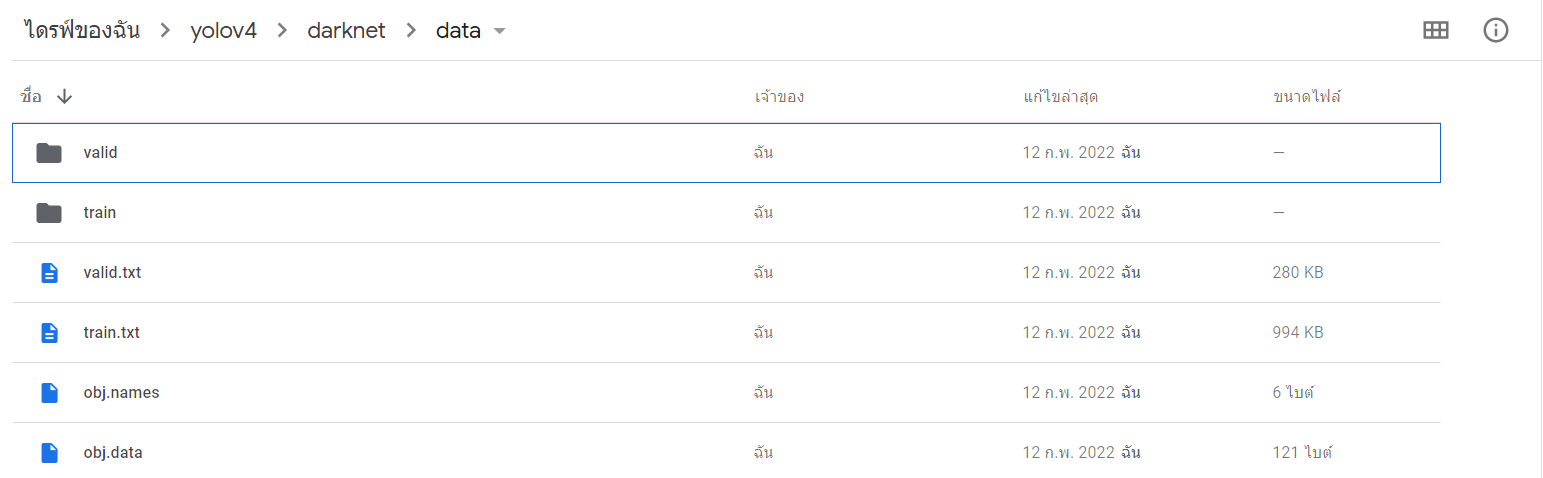 ไดรฟ์ของฉัน > yolov4 > darknet > data
ชื่อ เจ้าของ แก้ไขล่าสุด ขนาดไฟล์
valid ฉัน 12 ก.พ. 2022 ฉัน —
train ฉัน 12 ก.พ. 2022 ฉัน —
valid.txt ฉัน 12 ก.พ. 2022 ฉัน 280 KB
train.txt ฉัน 12 ก.พ. 2022 ฉัน 994 KB
obj.names ฉัน 12 ก.พ. 2022 ฉัน 6 ไบต์
obj.data ฉัน 12 ก.พ. 2022 ฉัน 121 ไบต์